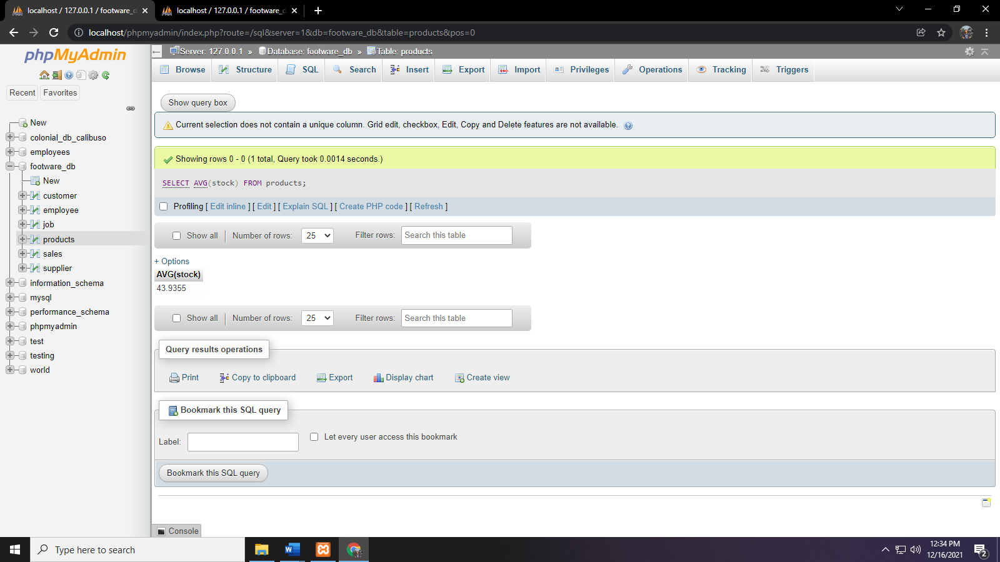 localhost / 127.0.0.1 / footware_d
localhost / 127.0.0.1 / footware_d
localhost/phpmyadmin/index.php?route=/sql&server=1&db=footware_db&table=products&pos=0
phpMyAdmin
Recent
Favorites
New
colonial_db_calibuso
employees
footware_db
New
customer
employee
job
products
sales
supplier
information_schema
mysql
performance_schema
phpmyadmin
test
testing
world
Server: 127.0.0.1 » Database: footware_db » Table: products
Browse Structure SQL Search Insert Export Import Privileges Operations Tracking Triggers
Show query box
Current selection does not contain a unique column. Grid edit, checkbox, Edit, Copy and Delete features are not available.
Showing rows 0 - 0 (1 total, Query took 0.0014 seconds.)
SELECT AVG(stock) FROM products;
Profiling [ Edit inline ] [ Edit ] [ Explain SQL ] [ Create PHP code ] [ Refresh ]
Show all Number of rows: 25 Filter rows: Search this table
+ Options
AVG(stock)
43.9355
Show all Number of rows: 25 Filter rows: Search this table
Query results operations
Print Copy to clipboard Export Display chart Create view
Bookmark this SQL query
Label: Let every user access this bookmark
Bookmark this SQL query
Console
Type here to search
12:34 PM
12/16/2021
2